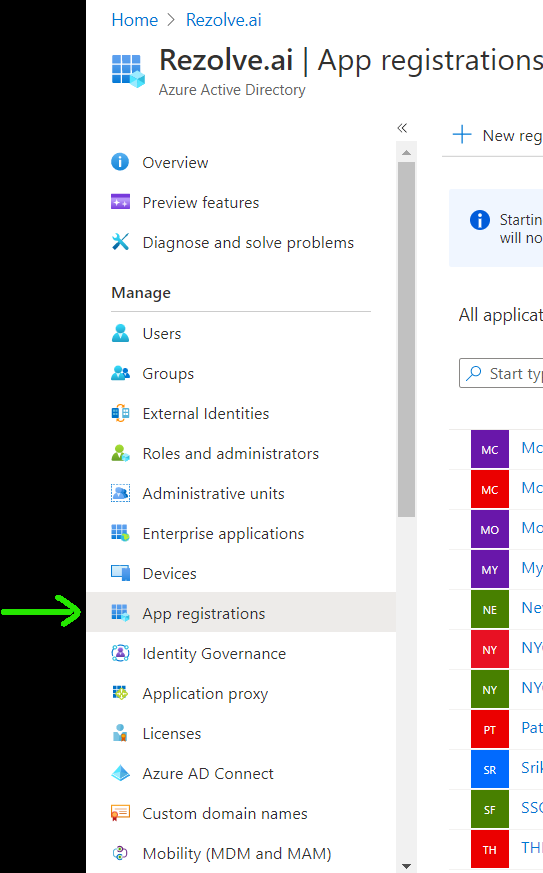 Home > Rezolve.ai
Rezolve.ai | App registrations
Azure Active Directory
Overview
Preview features
Diagnose and solve problems
Manage
Users
Groups
External Identities
Roles and administrators
Administrative units
Enterprise applications
Devices
App registrations
Identity Governance
Application proxy
Licenses
Azure AD Connect
Custom domain names
Mobility (MDM and MAM)
New reg
Startin
will no
All applicat
Start typ
MC Mc
MC Mc
MO Mo
MY My
NE Ne
NY NY
NY NY
PT Pat
SR Srik
SF SSO
TH TH